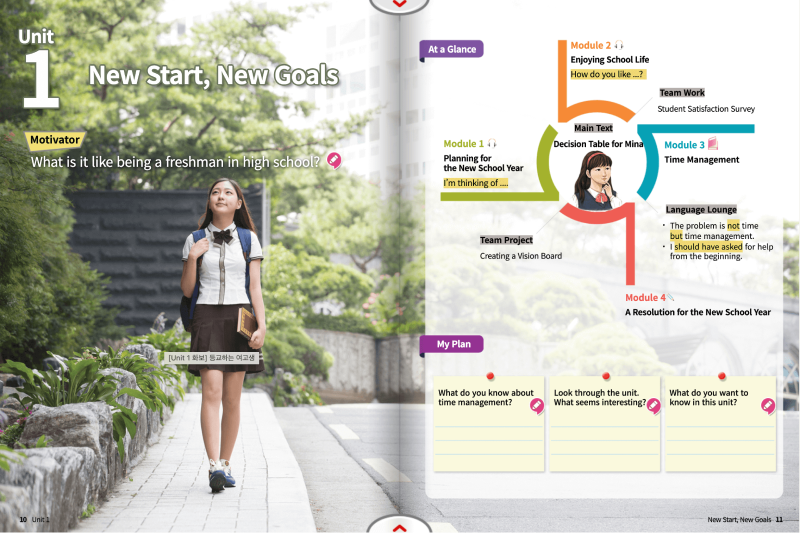 Unit
1
New Start, New Goals
Motivator
What is it like being a freshman in high school?
[Unit 1 화보] 등교하는 여고생
10 Unit 1
At a Glance
Module 2
Enjoying School Life
How do you like ...?
Team Work
Student Satisfaction Survey
Main Text
Decision Table for Mina
Module 1
Planning for
the New School Year
I'm thinking of ....
Module 3
Time Management
Language Lounge
• The problem is not time
but time management.
• I should have asked for help
from the beginning.
Team Project
Creating a Vision Board
Module 4
A Resolution for the New School Year
My Plan
What do you know about
time management?
Look through the unit.
What seems interesting?
What do you want to
know in this unit?
New Start, New Goals 11